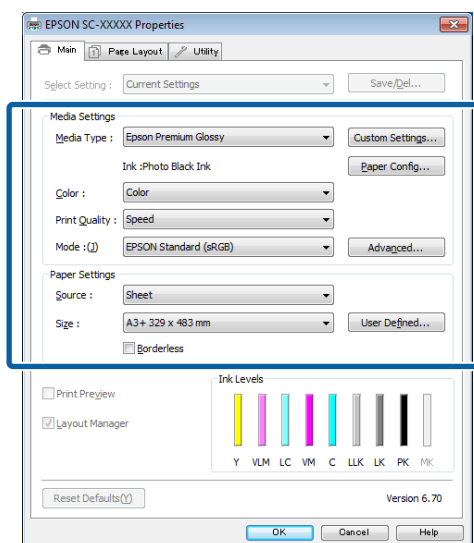 EPSON SC-XXXXX Properties
Main Page Layout Utility
Select Setting : Current Settings Save/Del...
Media Settings
Media Type : Epson Premium Glossy Custom Settings...
Ink :Photo Black Ink Paper Config...
Color : Color
Print Quality : Speed
Mode :(J) EPSON Standard (sRGB) Advanced...
Paper Settings
Source : Sheet
Size : A3+ 329 x 483 mm User Defined...
Borderless
Ink Levels
Print Preview
Layout Manager
Y VLM LC VM C LLK LK PK MK
Reset Defaults(Y) Version 6.70
OK Cancel Help